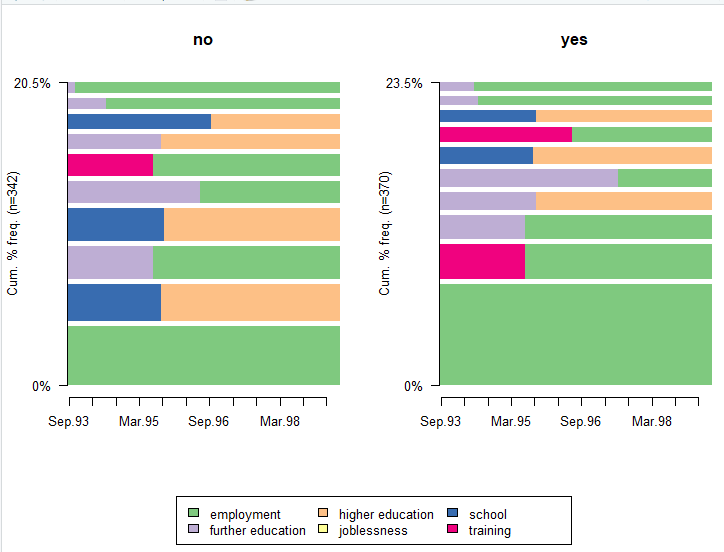 no
yes
20.5%
23.5%
Cum. % freq. (n=342)
Cum. % freq. (n=370)
0%
0%
Sep.93 Mar.95 Sep.96 Mar.98
Sep.93 Mar.95 Sep.96 Mar.98
employment higher education school
further education joblessness training